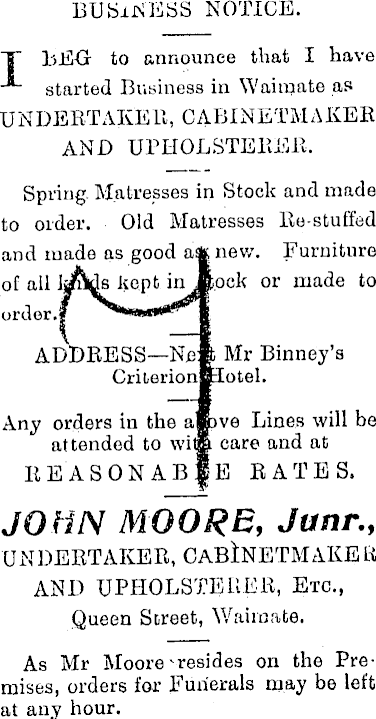 BUSINESS NOTICE.
I BEG to announce that I have
started Business in Waimate as
UNDERTAKER, CABINETMAKER
AND UPHOLSTERER.
Spring Matresses in Stock and made
to order. Old Matresses Re-stuffed
and made as good as new. Furniture
of all kinds kept in stock or made to
order.
ADDRESS—Next Mr Binney's
Criterion Hotel.
Any orders in the above Lines will be
attended to with care and at
REASONABLE RATES.
JOHN MOORE, Junr.,
UNDERTAKER, CABINETMAKER
AND UPHOLSTERER, ETC.,
Queen Street, Waimate.
As Mr Moore resides on the Pre-
mises, orders for Funerals may be left
at any hour.